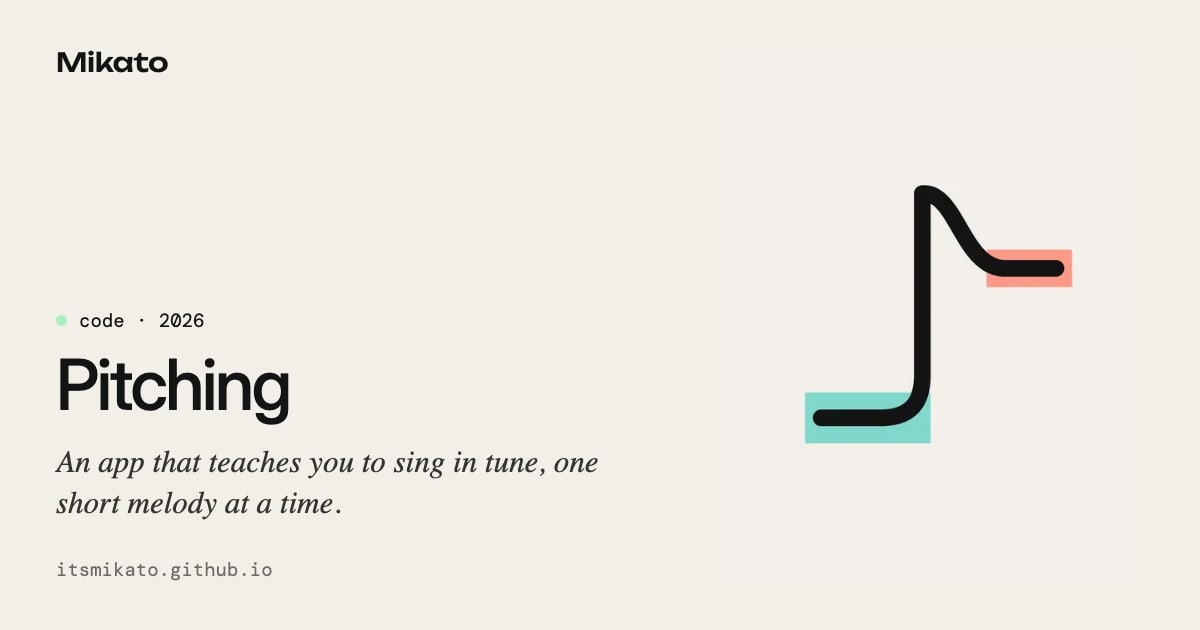 Mikato
code · 2026
Pitching
An app that teaches you to sing in tune, one
short melody at a time.
itsmikato.github.io